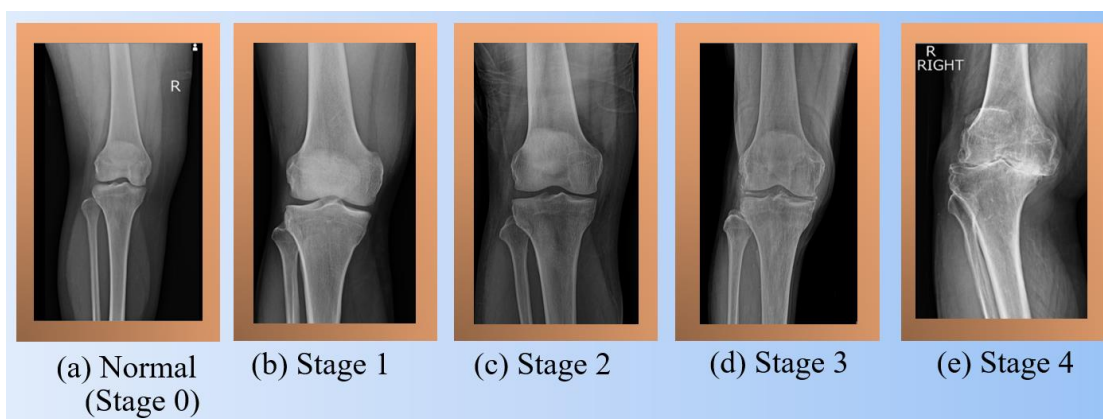 R
R
RIGHT
(a) Normal
(Stage 0)
(b) Stage 1
(c) Stage 2
(d) Stage 3
(e) Stage 4